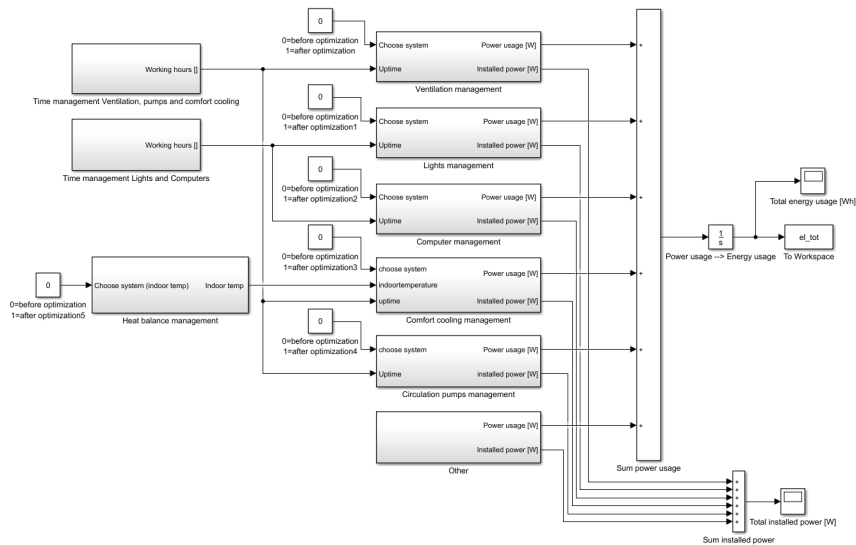 0
0=before optimization
1=after optimization
Choose system
Uptime
Power usage [W]
Installed power [W]
Ventilation management
Working hours []
Time management Ventilation, pumps and comfort cooling
0
0=before optimization
1=after optimization1
Choose system
Uptime
Power usage [W]
Installed power [W]
Lights management
Working hours []
Time management Lights and Computers
0
0=before optimization
1=after optimization2
Choose system
Uptime
Power usage [W]
Installed power [W]
Computer management
0
0=before optimization
1=after optimization3
choose system
indoortemperature
uptime
Power usage [W]
Installed power [W]
Comfort cooling management
0
0=before optimization
1=after optimization5
Choose system (indoor temp)
Indoor temp
Heat balance management
0
0=before optimization
1=after optimization4
choose system
Uptime
Power usage [W]
installed power [W]
Circulation pumps management
Power usage [W]
Installed power [W]
Other
+
+
+
+
+
+
Sum power usage
1
s
Power usage --> Energy usage
Total energy usage [Wh]
el_tot
To Workspace
+
+
+
+
+
+
Sum installed power
Total installed power [W]